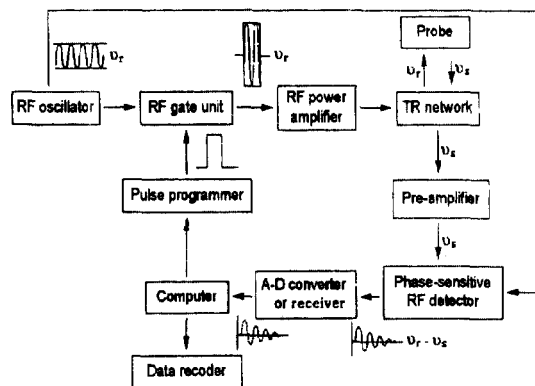 Probe
υr
υr
υr
υs
RF oscillator
RF gate unit
RF power
amplifier
TR network
υs
Pulse programmer
Pre-amplifier
υs
Computer
A-D converter
or receiver
Phase-sensitive
RF detector
υr - υs
Data recoder